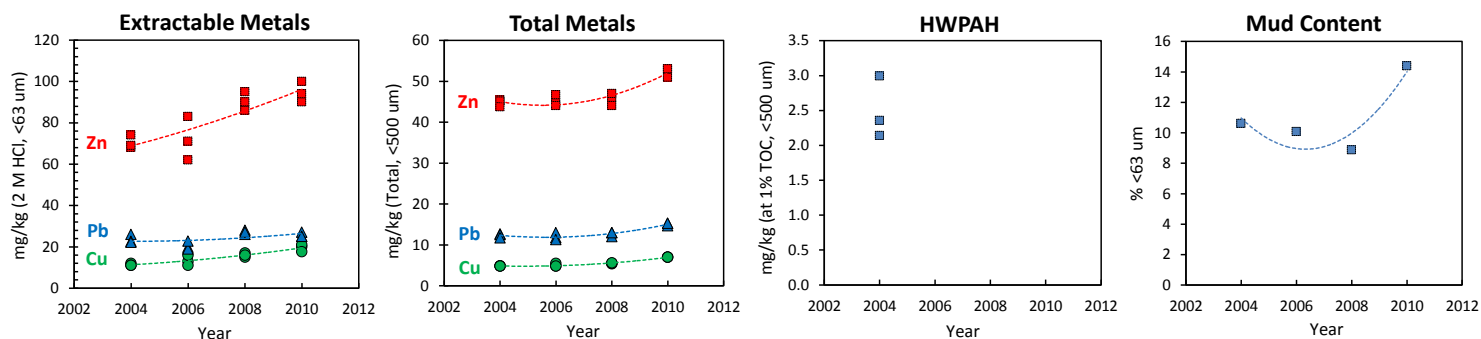 Extractable Metals
mg/kg (2 M HCl, <63 um)
120
100
80
60
40
20
0
Zn
Pb
Cu
2002 2004 2006 2008 2010 2012
Year
Total Metals
mg/kg (Total, <500 um)
60
50
40
30
20
10
0
Zn
Pb
Cu
2002 2004 2006 2008 2010 2012
Year
HWPAH
mg/kg (at 1% TOC, <500 um)
3.5
3.0
2.5
2.0
1.5
1.0
0.5
0.0
2002 2004 2006 2008 2010 2012
Year
Mud Content
% <63 um
16
14
12
10
8
6
4
2
0
2002 2004 2006 2008 2010 2012
Year